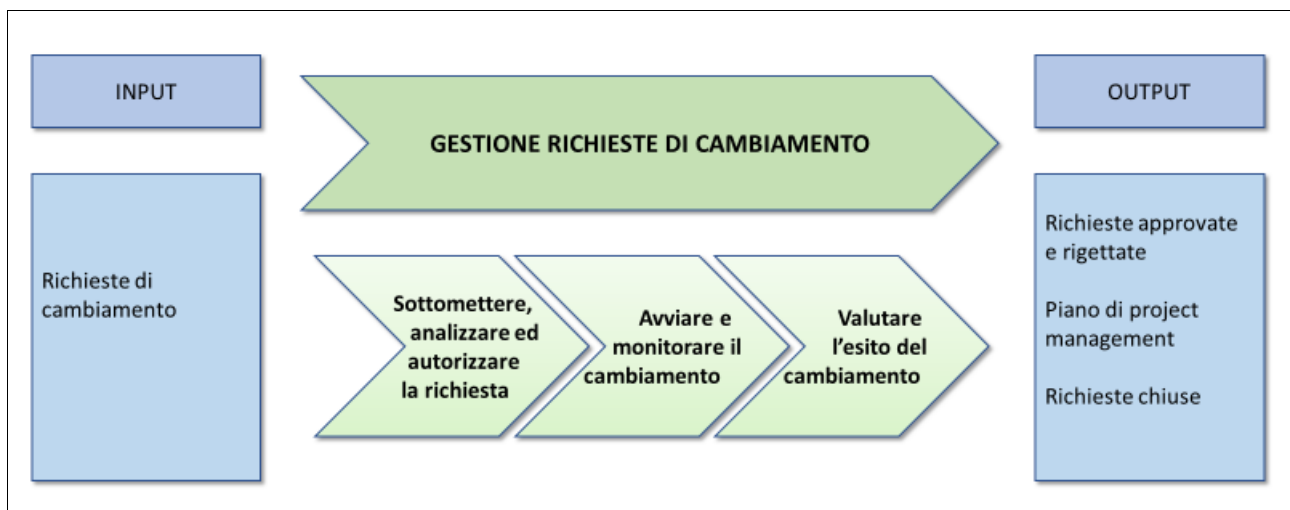 INPUT
GESTIONE RICHIESTE DI CAMBIAMENTO
OUTPUT
Richieste di
cambiamento
Sottomettere,
analizzare ed
autorizzare
la richiesta
Avviare e
monitorare il
cambiamento
Valutare
l’esito del
cambiamento
Richieste approvate
e rigettate
Piano di project
management
Richieste chiuse